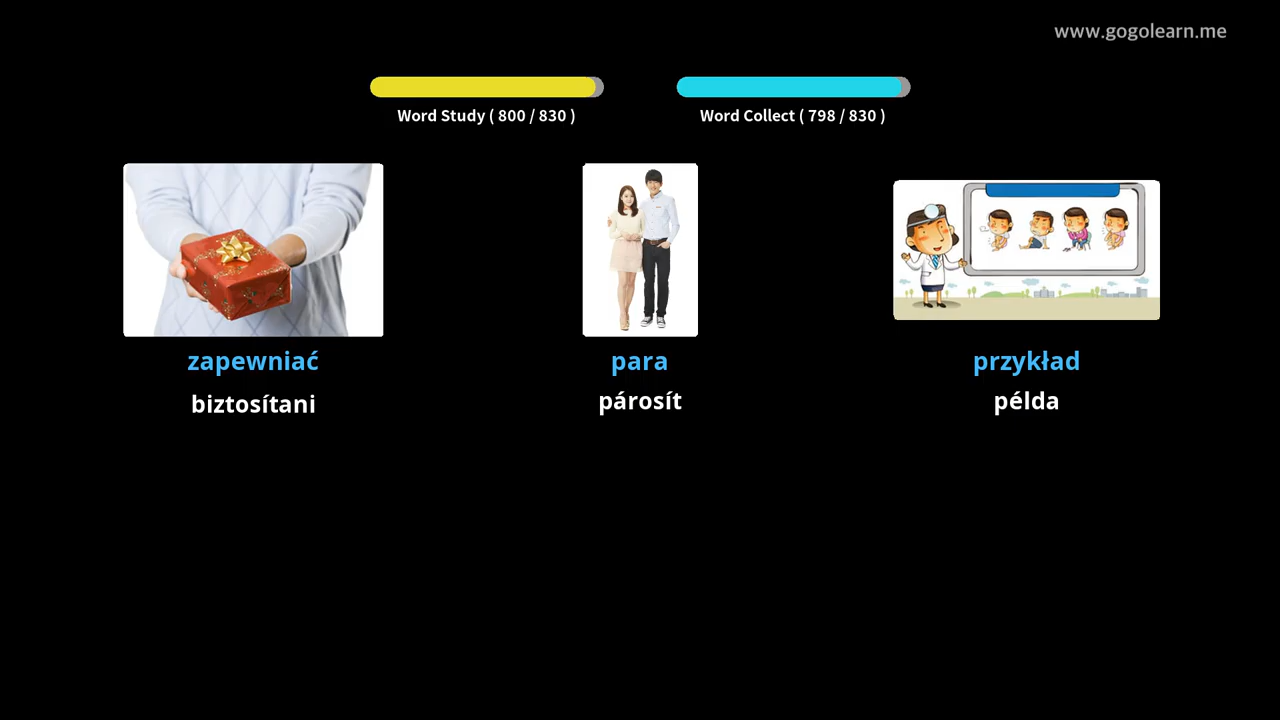 www.gogolearn.me
Word Study ( 800 / 830 )
Word Collect ( 798 / 830 )
zapewniać
para
przykład
biztosítani
párosít
példa